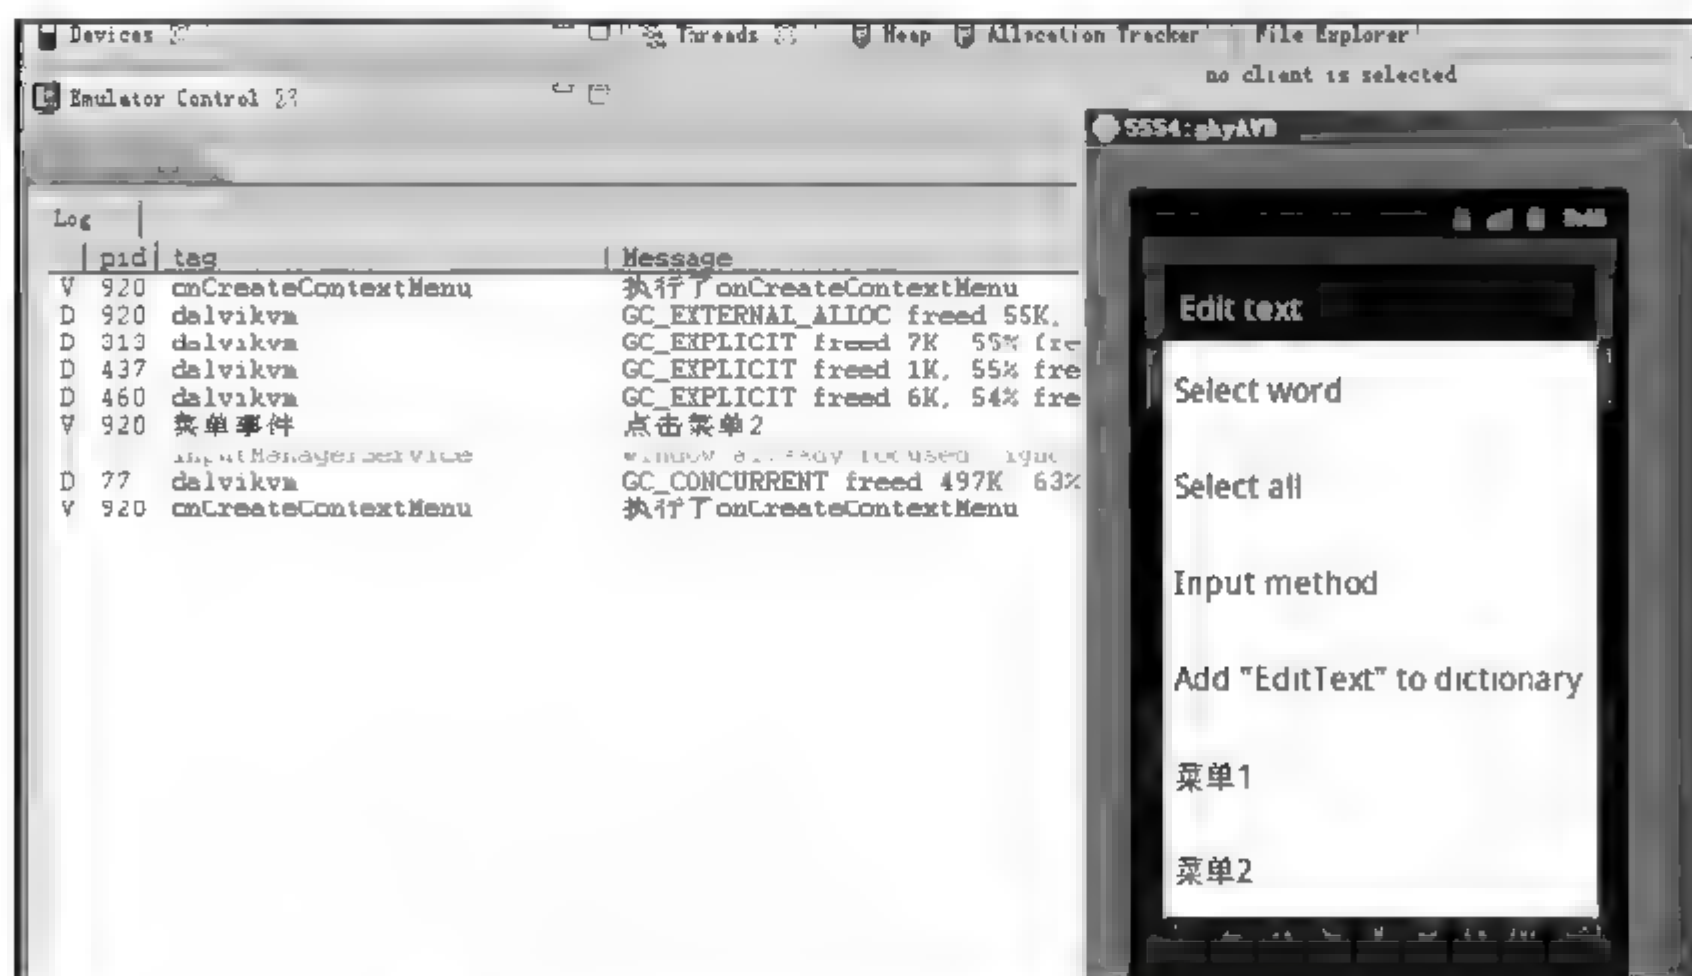 Devices Threads Heap Allocation Tracker File Explorer
no client is selected
Emulator Control
5554:
Log
pid tag Message
V 920 onCreateContextMenu 执行了onCreateContextMenu
D 920 dalvikvm GC_EXTERNAL_ALLOC freed 55K,
D 313 dalvikvm GC_EXPLICIT freed 7K 55% fre
D 437 dalvikvm GC_EXPLICIT freed 1K, 55% fre
D 460 dalvikvm GC_EXPLICIT freed 6K, 54% fre
V 920 菜单事件 点击菜单2
InputManagerService window already focused
D 77 dalvikvm GC_CONCURRENT freed 497K 63%
V 920 onCreateContextMenu 执行了onCreateContextMenu
Edit text
Select word
Select all
Input method
Add "EditText" to dictionary
菜单1
菜单2